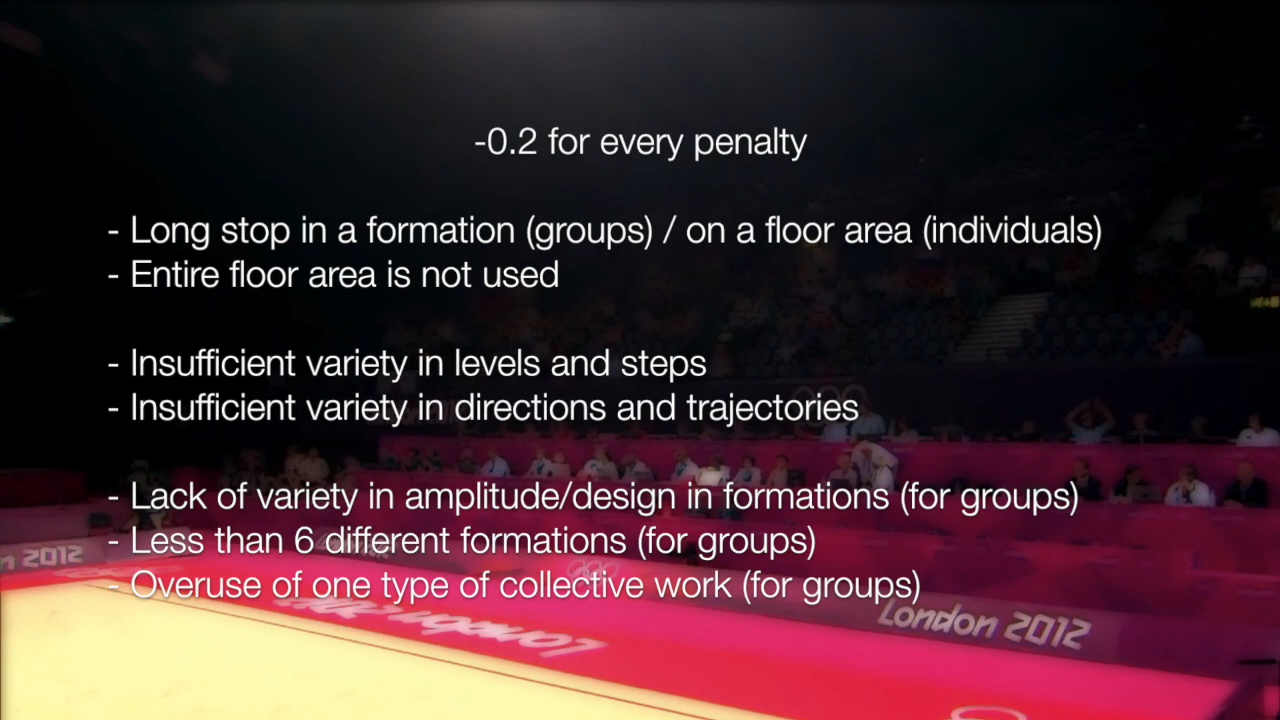 -0.2 for every penalty
- Long stop in a formation (groups) / on a floor area (individuals)
- Entire floor area is not used
- Insufficient variety in levels and steps
- Insufficient variety in directions and trajectories
- Lack of variety in amplitude/design in formations (for groups)
- Less than 6 different formations (for groups)
n 2012
- Overuse of one type of collective work (for groups)
London 2012
London 2012